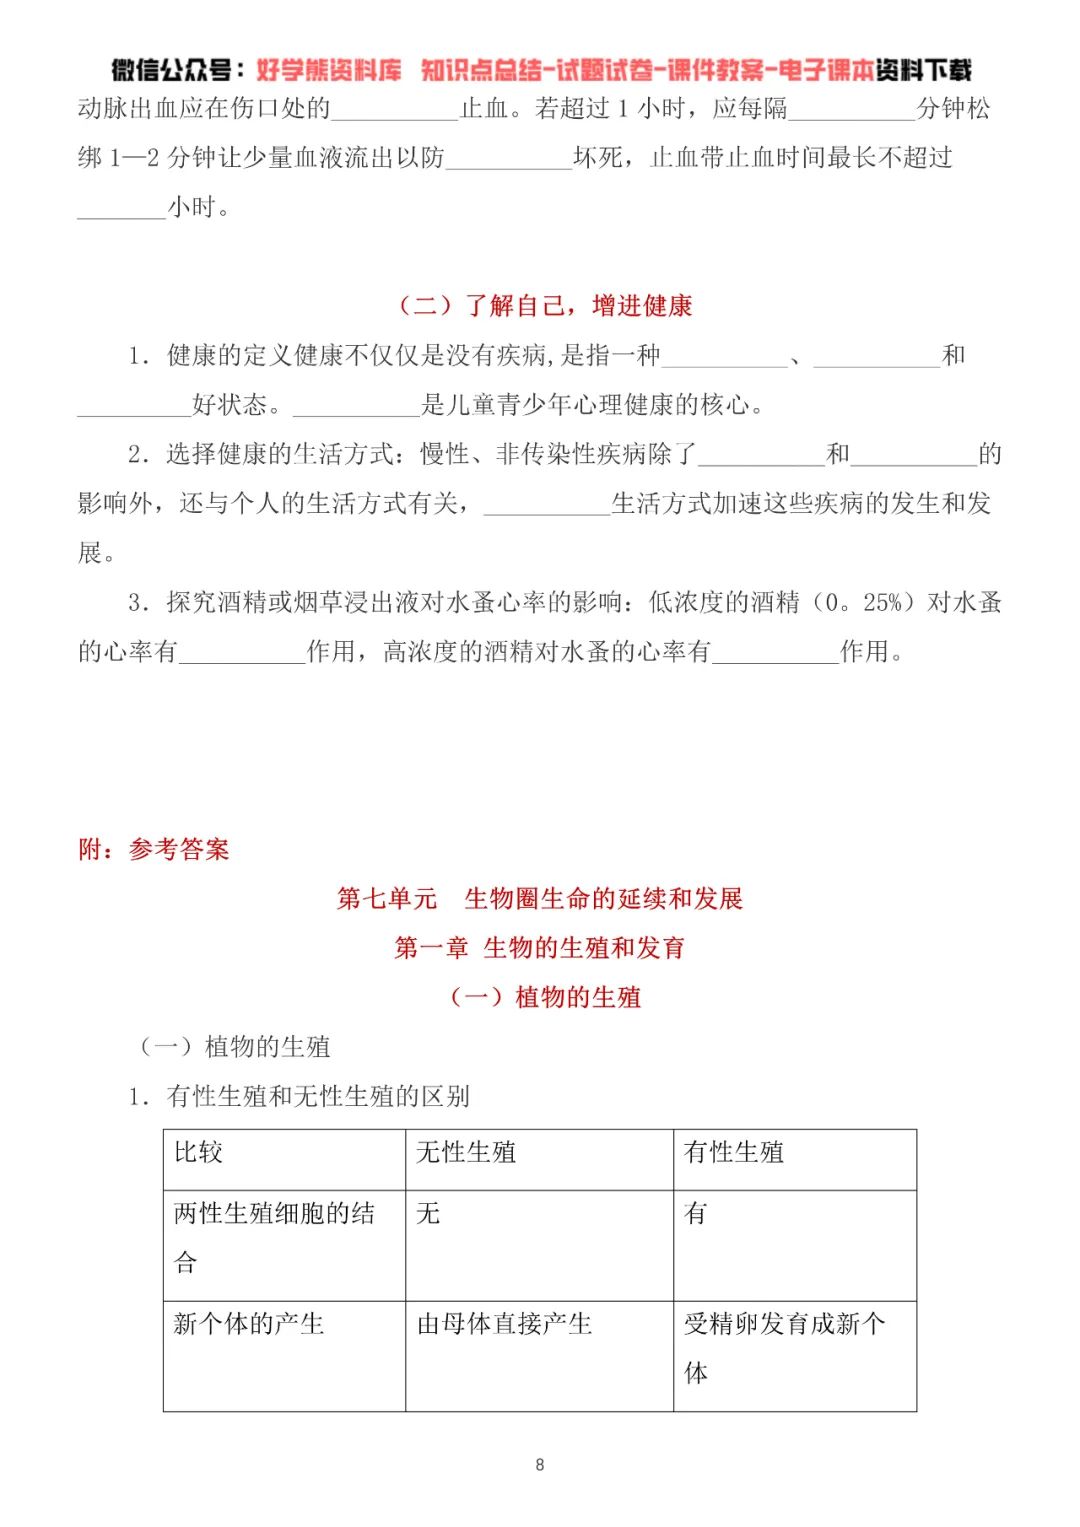 微信公众号：好学熊资料库 知识点总结-试题试卷-课件教案-电子课本资料下载
动脉出血应在伤口处的__________止血。若超过 1 小时，应每隔__________分钟松
绑 1—2 分钟让少量血液流出以防__________坏死，止血带止血时间最长不超过
_______小时。
（二）了解自己，增进健康
1．健康的定义健康不仅仅是没有疾病,是指一种__________、__________和
_________好状态。__________是儿童青少年心理健康的核心。
2．选择健康的生活方式：慢性、非传染性疾病除了__________和__________的
影响外，还与个人的生活方式有关，__________生活方式加速这些疾病的发生和发
展。
3．探究酒精或烟草浸出液对水蚤心率的影响：低浓度的酒精（0。25%）对水蚤
的心率有__________作用，高浓度的酒精对水蚤的心率有__________作用。
附：参考答案
第七单元 生物圈生命的延续和发展
第一章 生物的生殖和发育
（一）植物的生殖
（一）植物的生殖
1．有性生殖和无性生殖的区别
比较 无性生殖 有性生殖
两性生殖细胞的结 无 有
合
新个体的产生 由母体直接产生 受精卵发育成新个
体
8